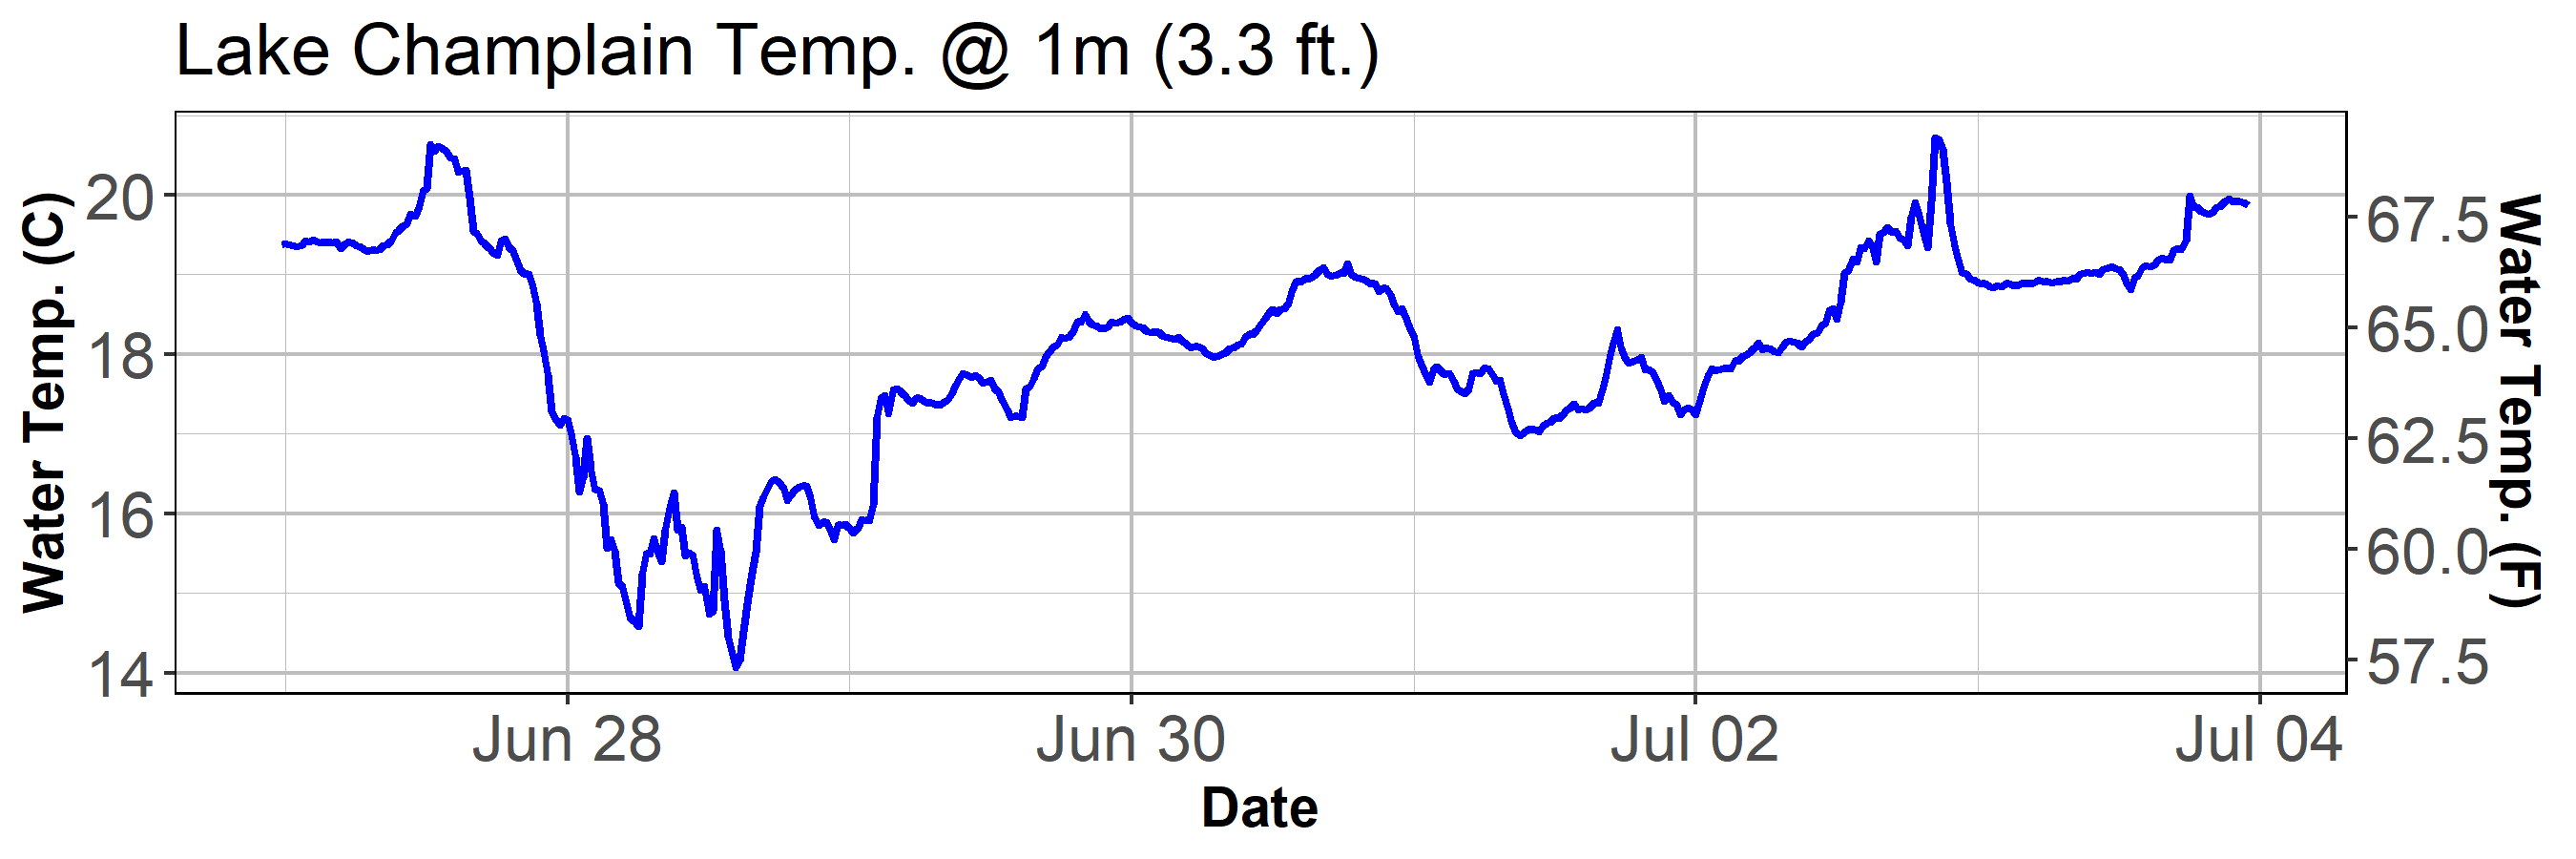 Lake Champlain Temp. @ 1m (3.3 ft.)
Water Temp. (C)
20
18
16
14
67.5
65.0
62.5
60.0
57.5
Water Temp. (F)
Jun 28
Jun 30
Jul 02
Jul 04
Date